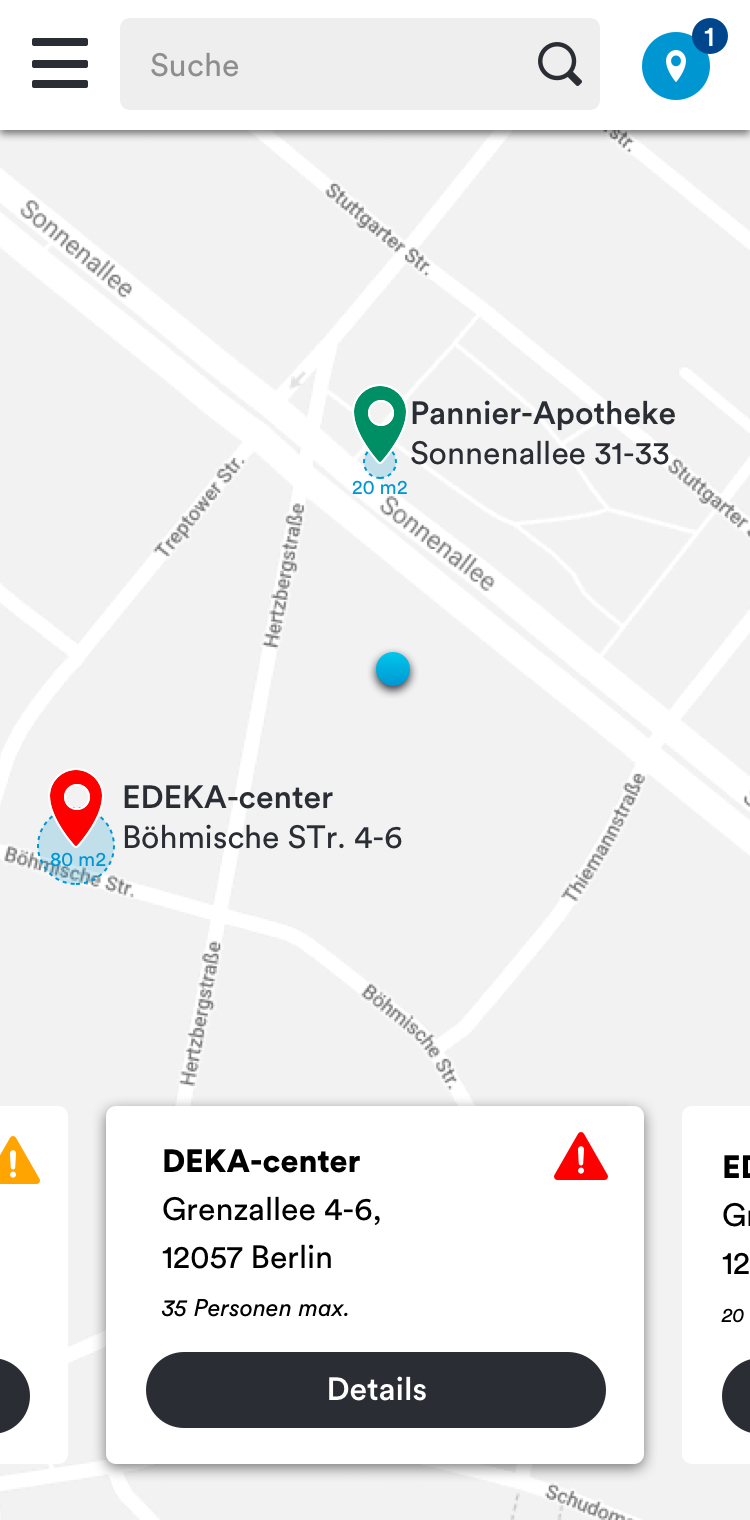 Suche
1
str.
Stuttgarter Str.
Sonnenallee
Pannier-Apotheke
Sonnenallee 31-33
Stuttgarter
20 m2
Treptower Str.
Sonnenallee
Hertzbergstraße
EDEKA-center
Böhmische STr. 4-6
Thiemannstraße
80 m2
Böhmische Str.
Hertzbergstraße
Böhmische Str.
DEKA-center
Grenzallee 4-6,
12057 Berlin
35 Personen max.
Details
ED
Gr
12
20
Schudom